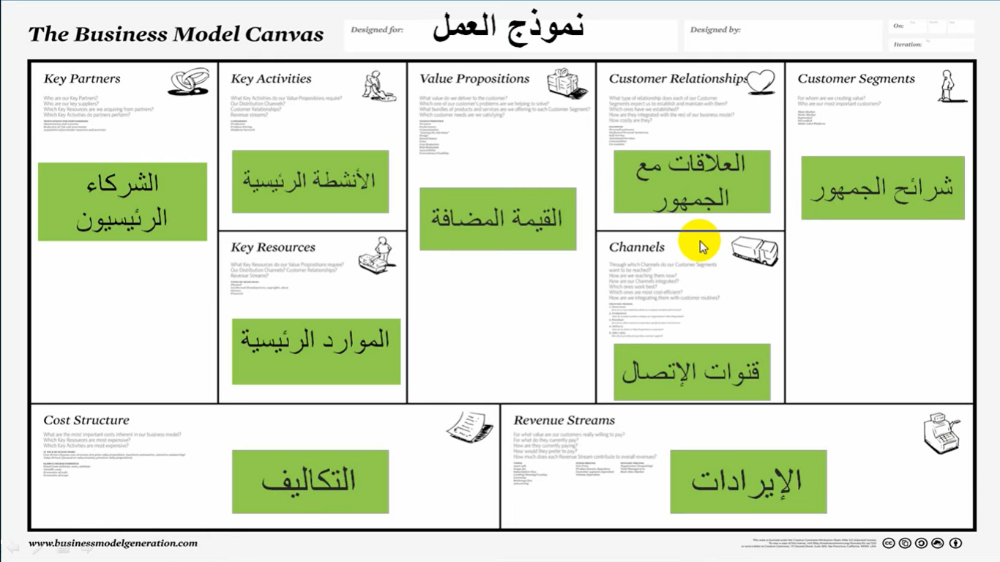 The Business Model Canvas
Designed for:
نموذج العمل
Designed by:
On:
Iteration:
Key Partners
Who are our Key Partners?
Who are our key suppliers?
Which Key Resources are we acquiring from partners?
Which Key Activities do partners perform?
الشركاء
الرئيسيون
Key Activities
What Key Activities do our Value Propositions require?
Our Distribution Channels?
Customer Relationships?
Revenue streams?
الأنشطة الرئيسية
Key Resources
What Key Resources do our Value Propositions require?
Our Distribution Channels? Customer Relationships?
Revenue Streams?
الموارد الرئيسية
Value Propositions
What value do we deliver to the customer?
Which one of our customer's problems are we helping to solve?
What bundles of products and services are we offering to each Customer Segment?
Which customer needs are we satisfying?
القيمة المضافة
Customer Relationships
What type of relationship does each of our Customer
Segments expect us to establish and maintain with them?
Which ones have we established?
How are they integrated with the rest of our business model?
How costly are they?
العلاقات مع
الجمهور
Channels
Through which Channels do our Customer Segments
want to be reached?
How are we reaching them now?
How are our Channels integrated?
Which ones work best?
Which ones are most cost-efficient?
How are we integrating them with customer routines?
قنوات الإتصال
Customer Segments
For whom are we creating value?
Who are our most important customers?
شرائح الجمهور
Cost Structure
What are the most important costs inherent in our business model?
Which Key Resources are most expensive?
Which Key Activities are most expensive?
التكاليف
Revenue Streams
For what value are our customers really willing to pay?
For what do they currently pay?
How are they currently paying?
How would they prefer to pay?
How much does each Revenue Stream contribute to overall revenues?
الإيرادات
www.businessmodelgeneration.com